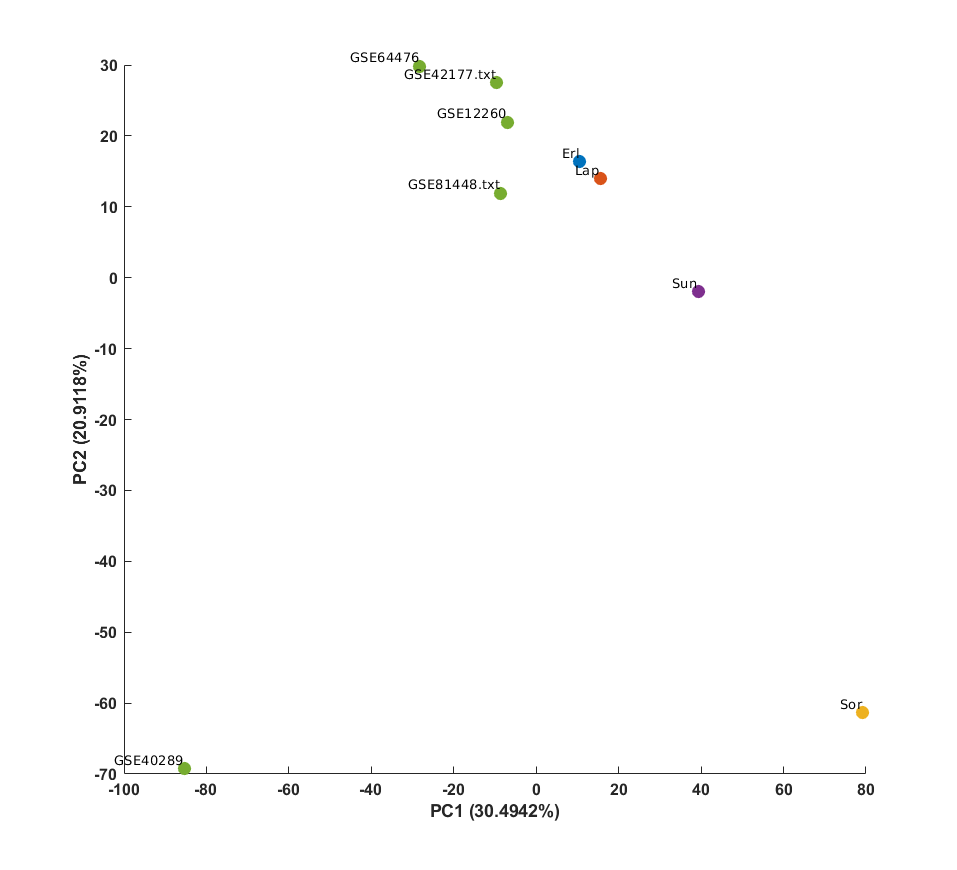 GSE64476
30
GSE42177.txt
GSE12260
20
Erl
Lap
GSE81448.txt
10
0
Sun
-10
PC2 (20.9118%)
-20
-30
-40
-50
-60
Sor
GSE40289
-70
-100 -80 -60 -40 -20 0 20 40 60 80
PC1 (30.4942%)